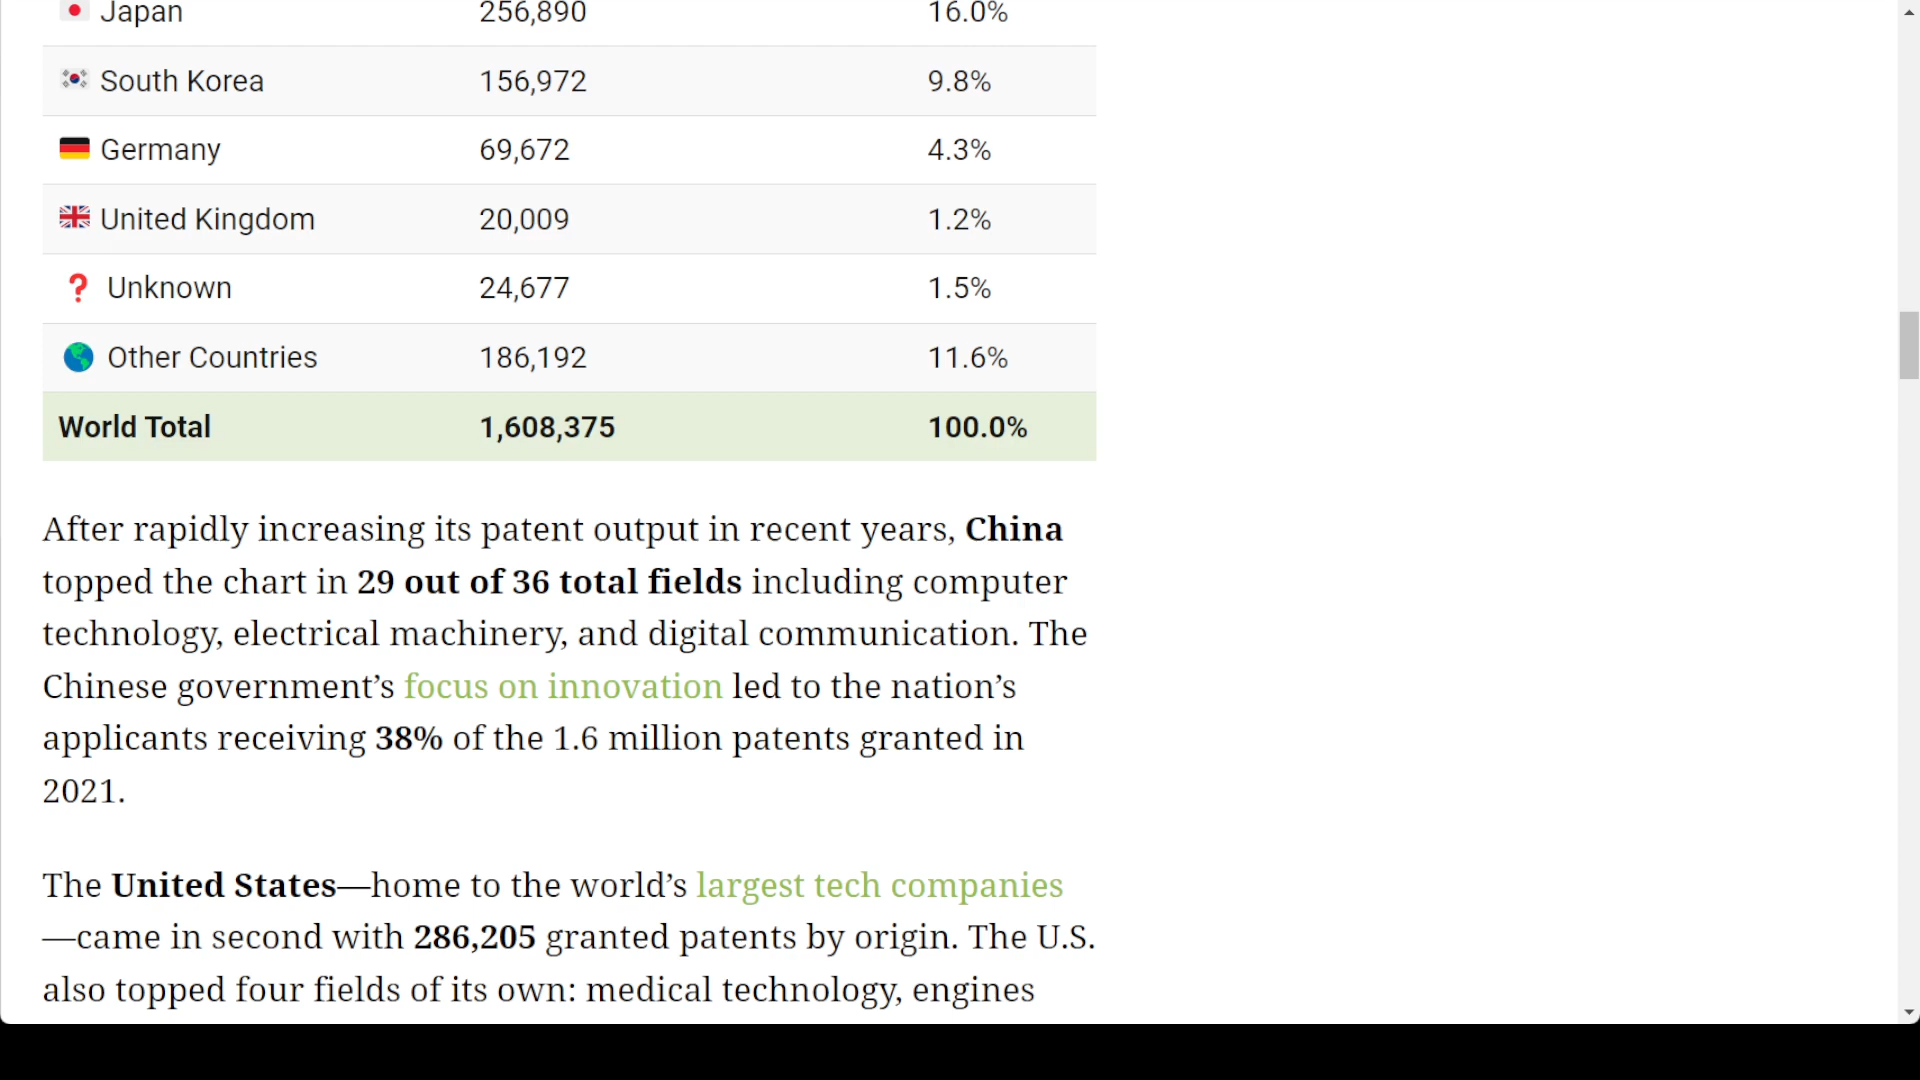 Japan 256,890 16.0%
South Korea 156,972 9.8%
Germany 69,672 4.3%
United Kingdom 20,009 1.2%
Unknown 24,677 1.5%
Other Countries 186,192 11.6%
World Total 1,608,375 100.0%
After rapidly increasing its patent output in recent years, China
topped the chart in 29 out of 36 total fields including computer
technology, electrical machinery, and digital communication. The
Chinese government’s focus on innovation led to the nation’s
applicants receiving 38% of the 1.6 million patents granted in
2021.
The United States—home to the world’s largest tech companies
—came in second with 286,205 granted patents by origin. The U.S.
also topped four fields of its own: medical technology, engines